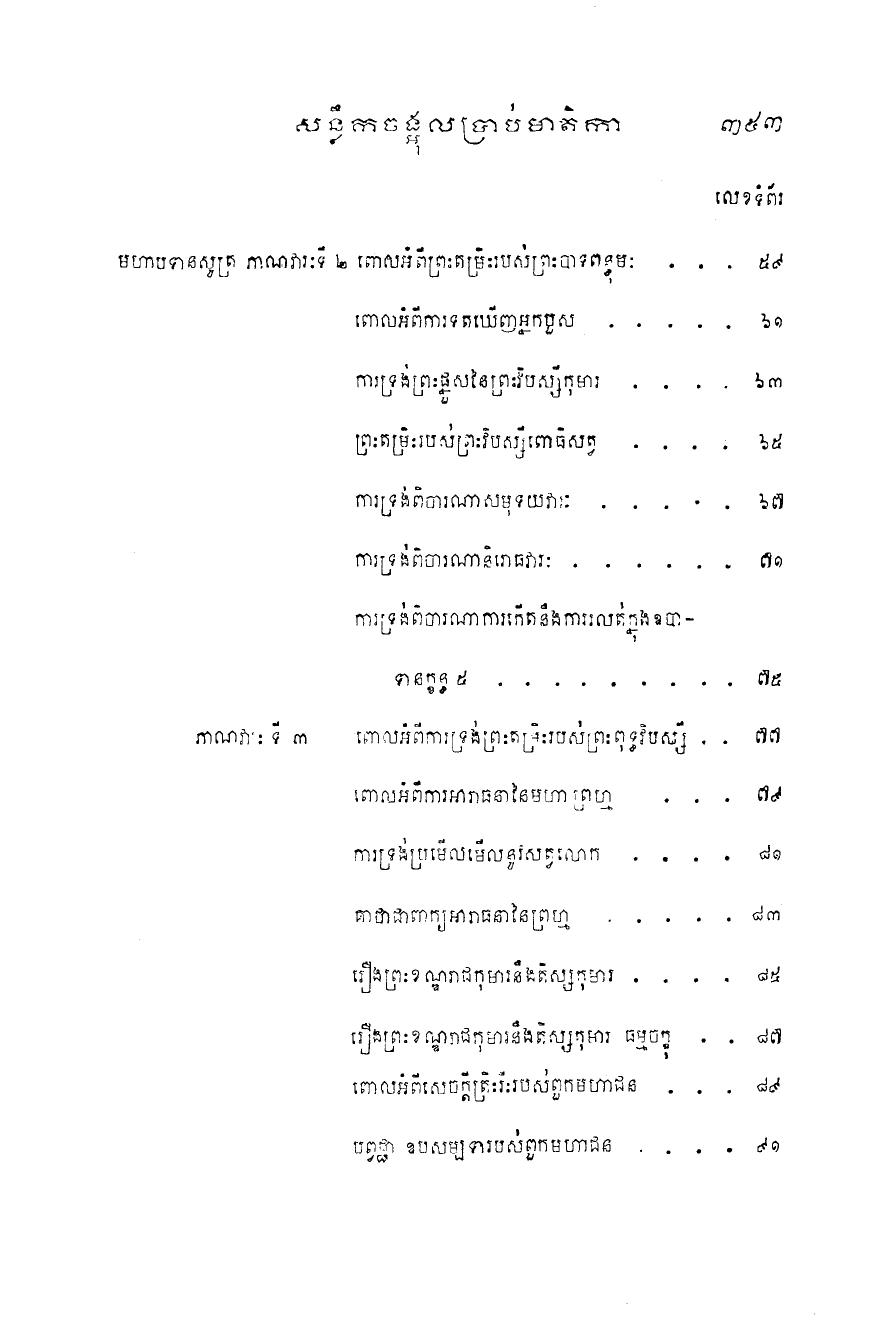 សន្លឹកចង្អុលប្រាប់មាតិកា ៣៥៣
លេខទំព័រ
មហាបទានសូត្រ ភាណវារៈទី ២ ពោលអំពីព្រះតម្រិះរបស់ព្រះបាទពន្ធុមៈ . . . ៥៩
ពោលអំពីការទតឃើញអ្នកបួស . . . . . ៦១
ការទ្រង់ព្រះផ្នួសនៃព្រះវិបស្សីកុមារ . . . . ៦៣
ព្រះតម្រិះរបស់ព្រះវិបស្សីពោធិសត្វ . . . . ៦៥
ការទ្រង់ពិចារណាសមុទយវារៈ . . . . . ៦៧
ការទ្រង់ពិចារណានិរោធវារៈ . . . . . . ៧១
ការទ្រង់ពិចារណាការកើតនឹងការរលត់ក្នុងឧបា-
ទានក្ខន្ធ ៥ . . . . . . . . . ៧៥
ភាណវារៈ ទី ៣ ពោលអំពីការទ្រង់ព្រះតម្រិះរបស់ព្រះពុទ្ធវិបស្សី . . ៧៧
ពោលអំពីការអារាធនានៃមហាព្រហ្ម . . . ៧៩
ការទ្រង់ប្រមើលមើលនូវសត្វលោក . . . . ៨១
គាថាជាពាក្យអារាធនានៃព្រហ្ម . . . . . ៨៣
រឿងព្រះខណ្ឌរាជកុមារនឹងតិស្សកុមារ . . . . ៨៥
រឿងព្រះខណ្ឌរាជកុមារនឹងតិស្សកុមារ ធម្មចក្ខុ . . ៨៧
ពោលអំពីសេចក្តីត្រិះរិះរបស់ពួកមហាជន . . . ៨៩
បព្វជ្ជា ឧបសម្បទារបស់ពួកមហាជន . . . . ៩១